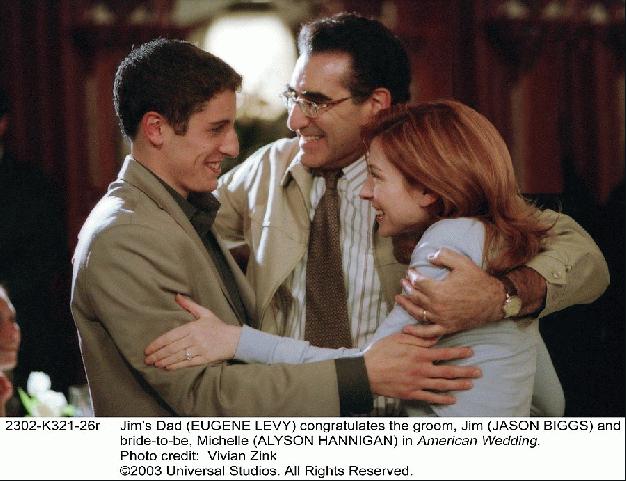 2302-K321-26r Jim's Dad (EUGENE LEVY) congratulates the groom, Jim (JASON BIGGS) and
bride-to-be, Michelle (ALYSON HANNIGAN) in American Wedding.
Photo credit: Vivian Zink
©2003 Universal Studios. All Rights Reserved.